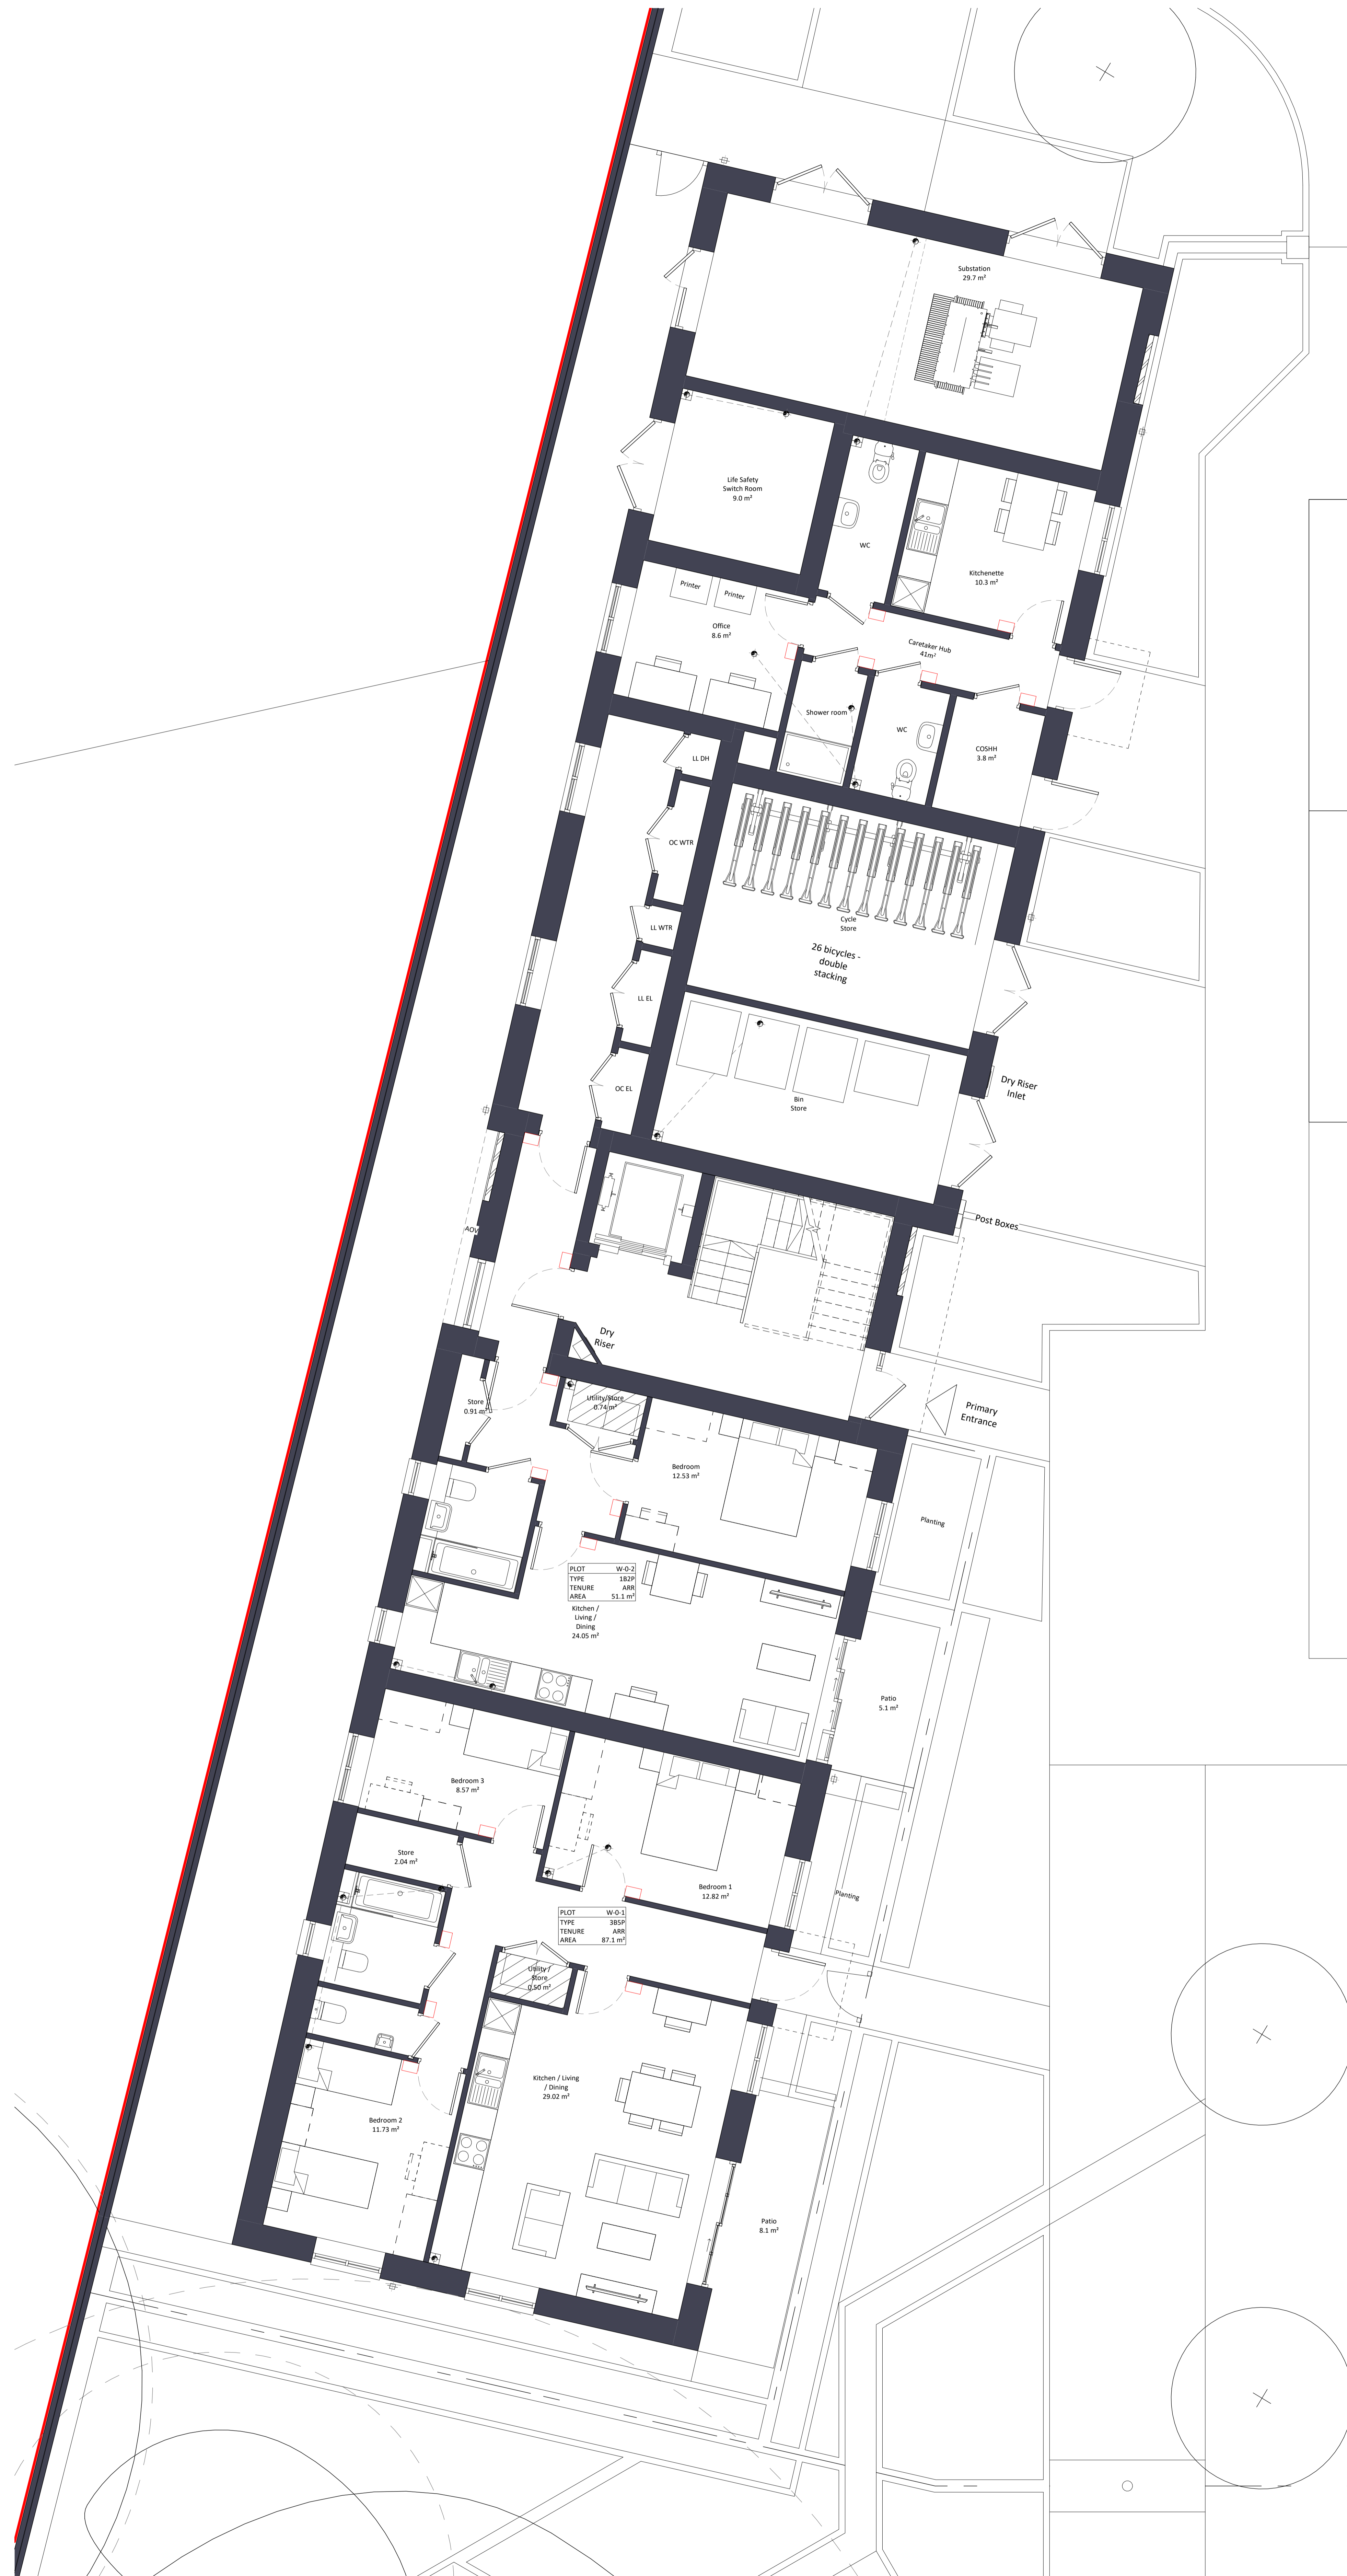 Substation
29.7 m²
Life Safety
Switch Room
9.0 m²
WC
Kitchenette
10.3 m²
Printer
Printer
Office
8.6 m²
Caretaker Hub
41m²
Shower room
WC
COSHH
3.8 m²
LL DH
OC WTR
LL WTR
LL EL
OC EL
Cycle
Store
26 bicycles -
double
stacking
Bin
Store
Dry Riser
Inlet
Post Boxes
AOV
Dry
Riser
Primary
Entrance
Store
0.91 m²
Utility/Store
0.74 m²
Bedroom
12.53 m²
Planting
PLOT W-0-2
TYPE 1B2P
TENURE ARR
AREA 51.1 m²
Kitchen /
Living /
Dining
24.05 m²
Patio
5.1 m²
Bedroom 3
8.57 m²
Store
2.04 m²
Bedroom 1
12.82 m²
Planting
PLOT W-0-1
TYPE 3B5P
TENURE ARR
AREA 87.1 m²
Utility /
Store
0.50 m²
Kitchen / Living
/ Dining
29.02 m²
Bedroom 2
11.73 m²
Patio
8.1 m²